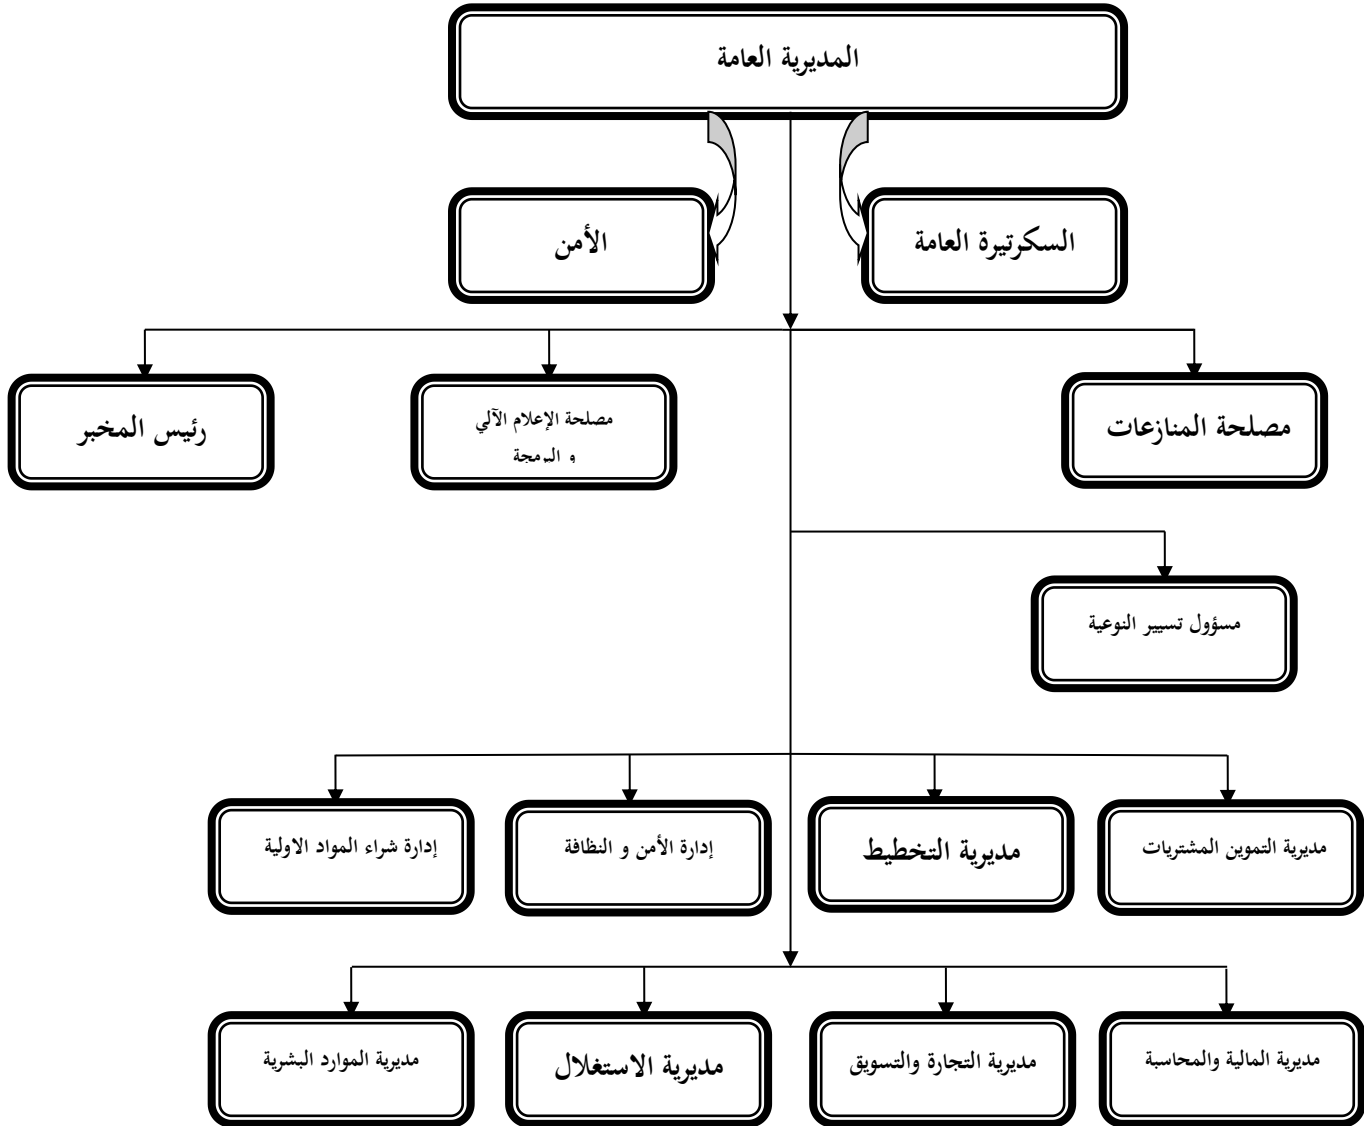 المديرية العامة
السكرتيرة العامة
الأمن
مصلحة المنازعات
مصلحة الإعلام الآلي
و البرمجة
رئيس المخبر
مسؤول تسيير النوعية
مديرية التموين المشتريات
مديرية التخطيط
إدارة الأمن و النظافة
إدارة شراء المواد الاولية
مديرية المالية والمحاسبة
مديرية التجارة والتسويق
مديرية الاستغلال
مديرية الموارد البشرية